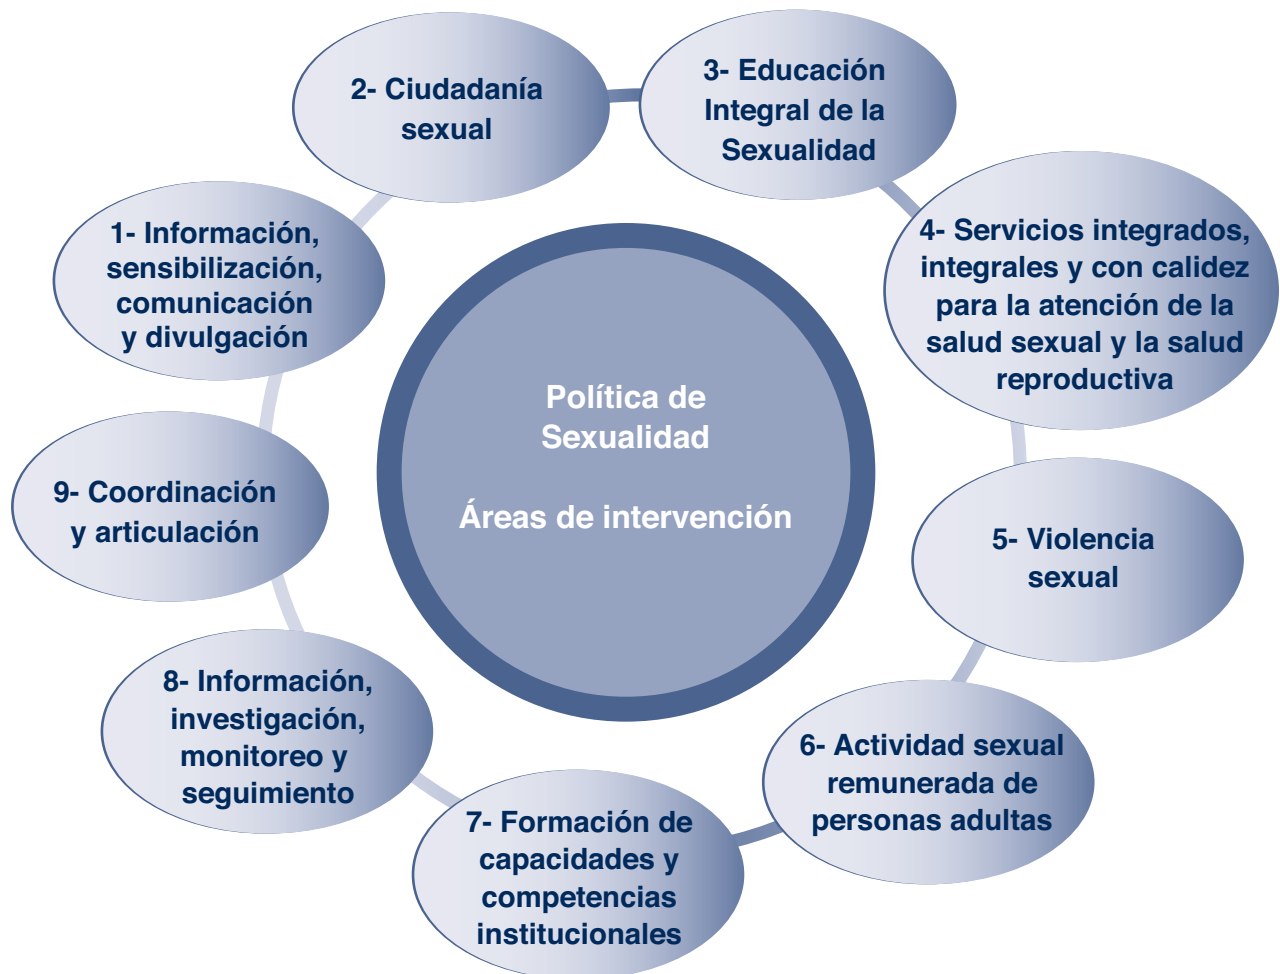 2- Ciudadanía
sexual
3- Educación
Integral de la
Sexualidad
1- Información,
sensibilización,
comunicación
y divulgación
4- Servicios integrados,
integrales y con calidez
para la atención de la
salud sexual y la salud
reproductiva
Política de
Sexualidad
Áreas de intervención
9- Coordinación
y articulación
5- Violencia
sexual
8- Información,
investigación,
monitoreo y
seguimiento
6- Actividad sexual
remunerada de
personas adultas
7- Formación de
capacidades y
competencias
institucionales